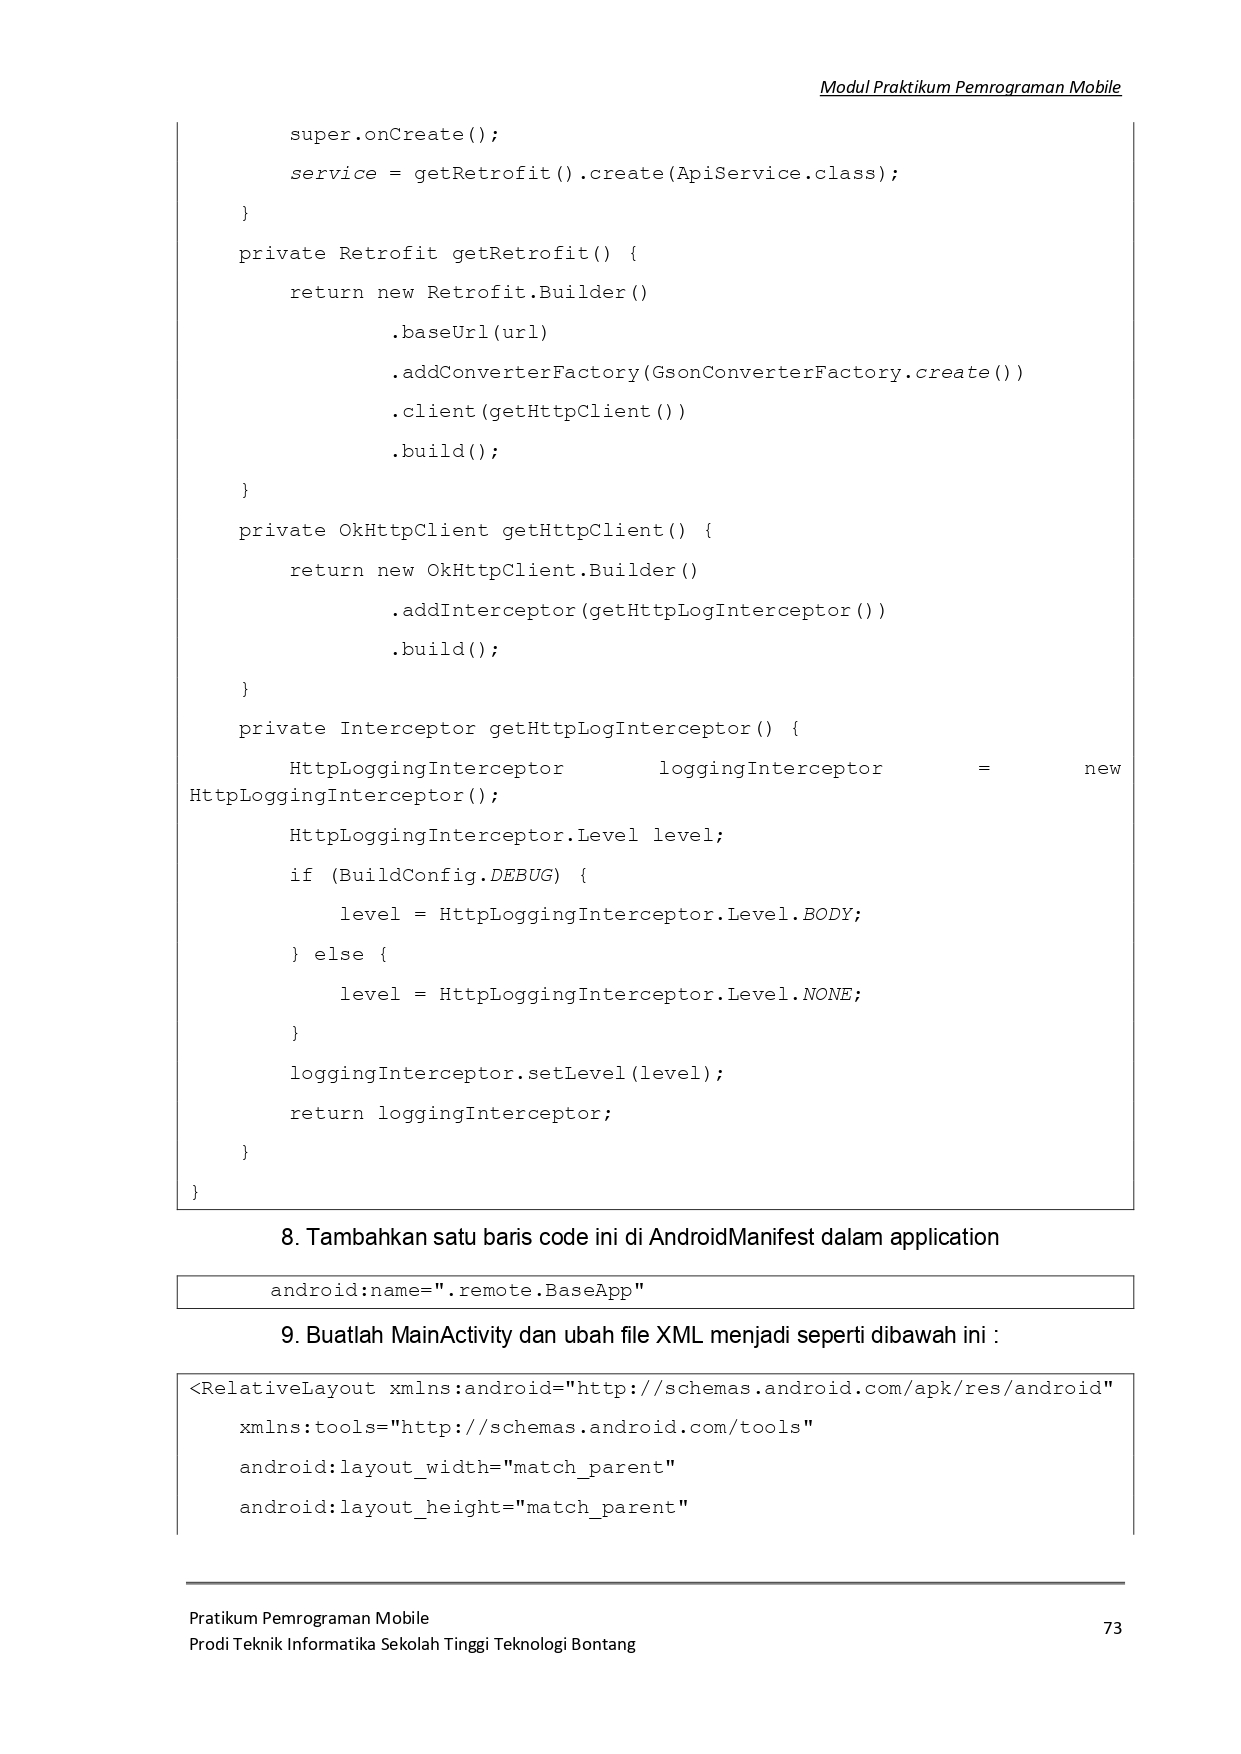 Modul Praktikum Pemrograman Mobile
super.onCreate();
service = getRetrofit().create(ApiService.class);
}
private Retrofit getRetrofit() {
return new Retrofit.Builder()
.baseUrl(url)
.addConverterFactory(GsonConverterFactory.create())
.client(getHttpClient())
.build();
}
private OkHttpClient getHttpClient() {
return new OkHttpClient.Builder()
.addInterceptor(getHttpLogInterceptor())
.build();
}
private Interceptor getHttpLogInterceptor() {
HttpLoggingInterceptor loggingInterceptor = new
HttpLoggingInterceptor();
HttpLoggingInterceptor.Level level;
if (BuildConfig.DEBUG) {
level = HttpLoggingInterceptor.Level.BODY;
} else {
level = HttpLoggingInterceptor.Level.NONE;
}
loggingInterceptor.setLevel(level);
return loggingInterceptor;
}
}
8. Tambahkan satu baris code ini di AndroidManifest dalam application
android:name=".remote.BaseApp"
9. Buatlah MainActivity dan ubah file XML menjadi seperti dibawah ini :
<RelativeLayout xmlns:android="http://schemas.android.com/apk/res/android"
xmlns:tools="http://schemas.android.com/tools"
android:layout_width="match_parent"
android:layout_height="match_parent"
Pratikum Pemrograman Mobile
Prodi Teknik Informatika Sekolah Tinggi Teknologi Bontang
73